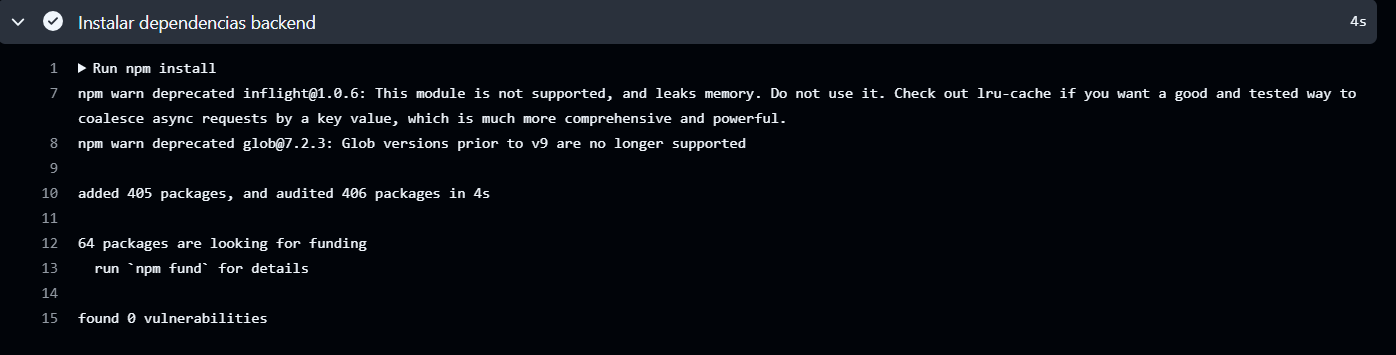 Instalar dependencias backend 4s
1 Run npm install
7 npm warn deprecated inflight@1.0.6: This module is not supported, and leaks memory. Do not use it. Check out lru-cache if you want a good and tested way to
coalesce async requests by a key value, which is much more comprehensive and powerful.
8 npm warn deprecated glob@7.2.3: Glob versions prior to v9 are no longer supported
9
10 added 405 packages, and audited 406 packages in 4s
11
12 64 packages are looking for funding
13 run `npm fund` for details
14
15 found 0 vulnerabilities